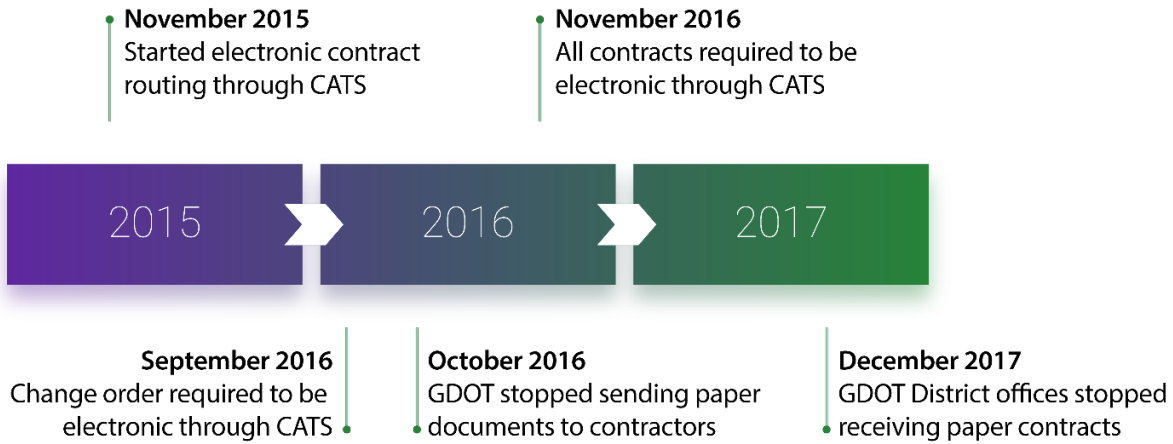 November 2015
Started electronic contract
routing through CATS
November 2016
All contracts required to be
electronic through CATS
2015
2016
2017
September 2016
Change order required to be
electronic through CATS
October 2016
GDOT stopped sending paper
documents to contractors
December 2017
GDOT District offices stopped
receiving paper contracts